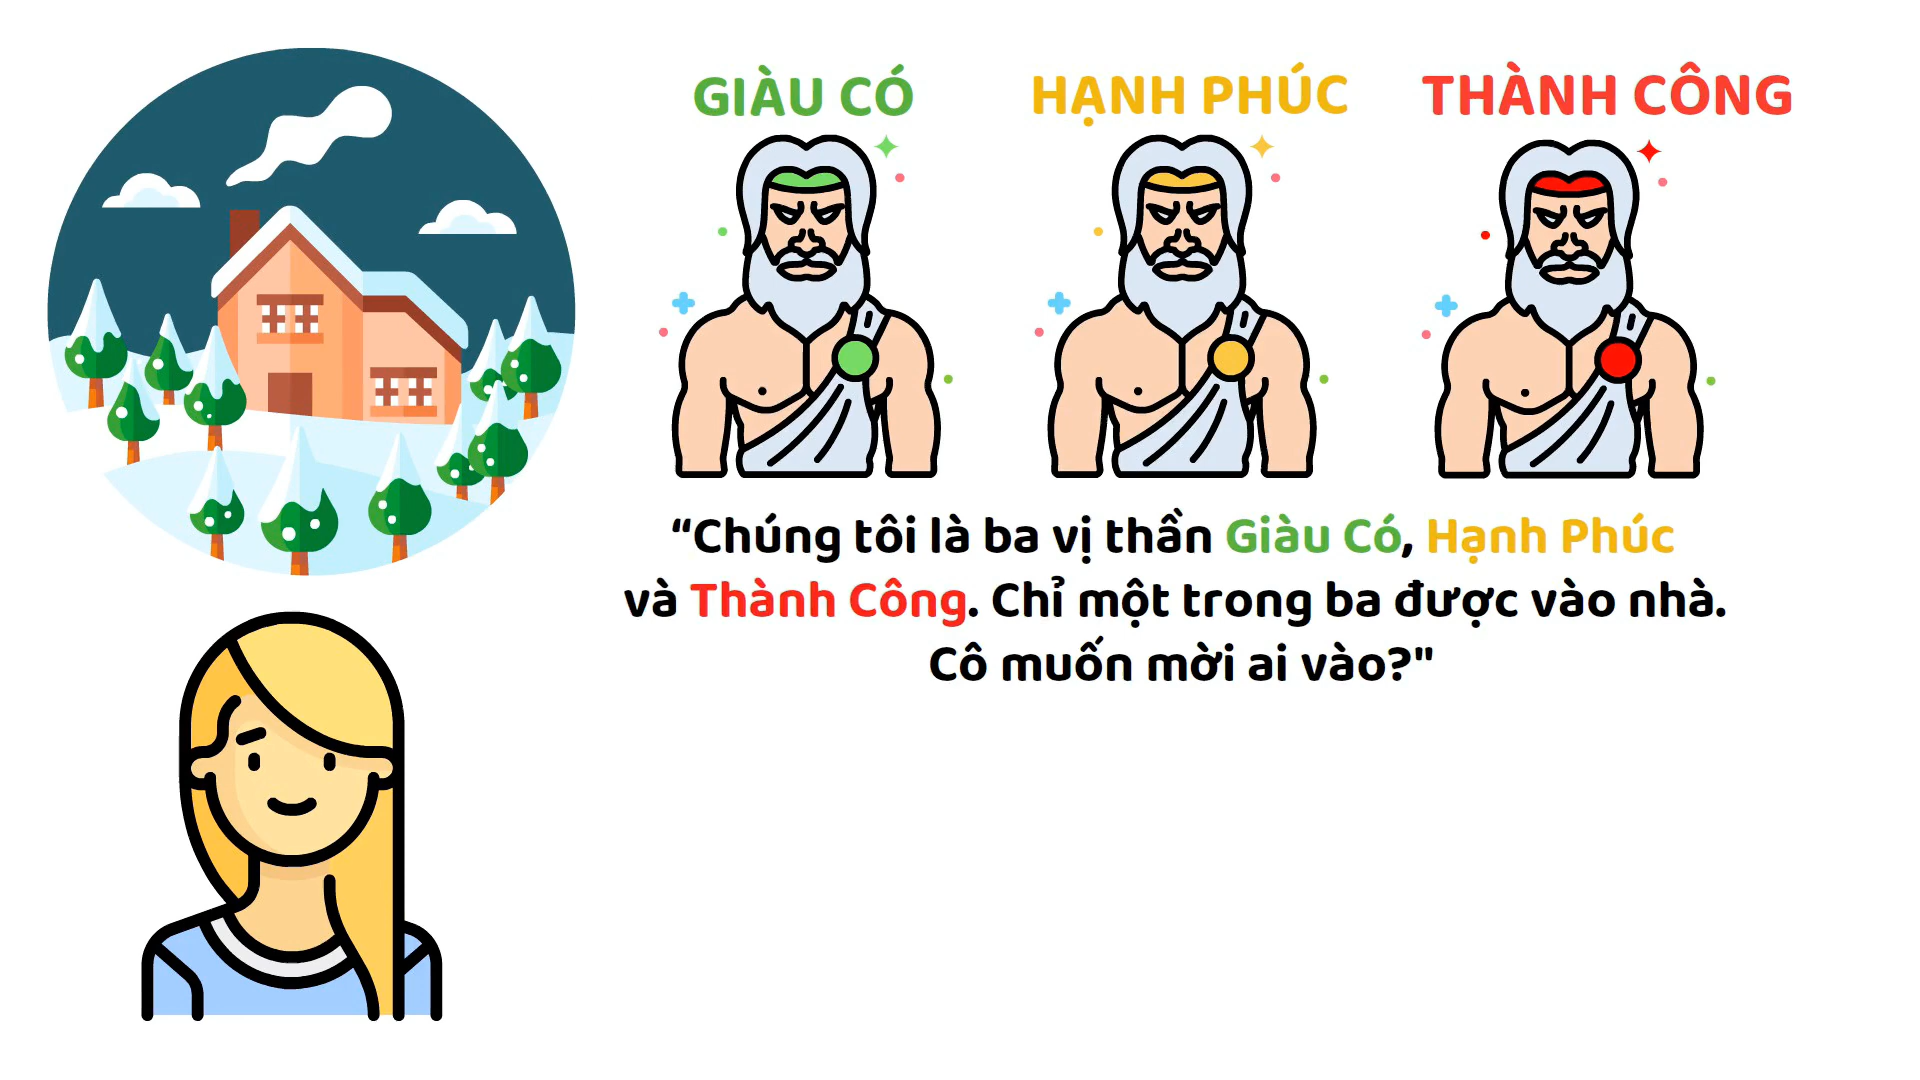 GIÀU CÓ HẠNH PHÚC THÀNH CÔNG
“Chúng tôi là ba vị thần Giàu Có, Hạnh Phúc
và Thành Công. Chỉ một trong ba được vào nhà.
Cô muốn mời ai vào?"